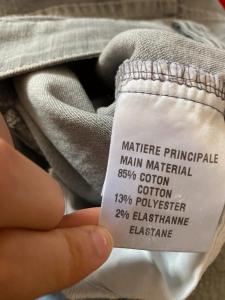 MATIERE PRINCIPALE
MAIN MATERIAL
85% COTON
COTTON
13% POLYESTER
2% ELASTHANNE
ELASTANE